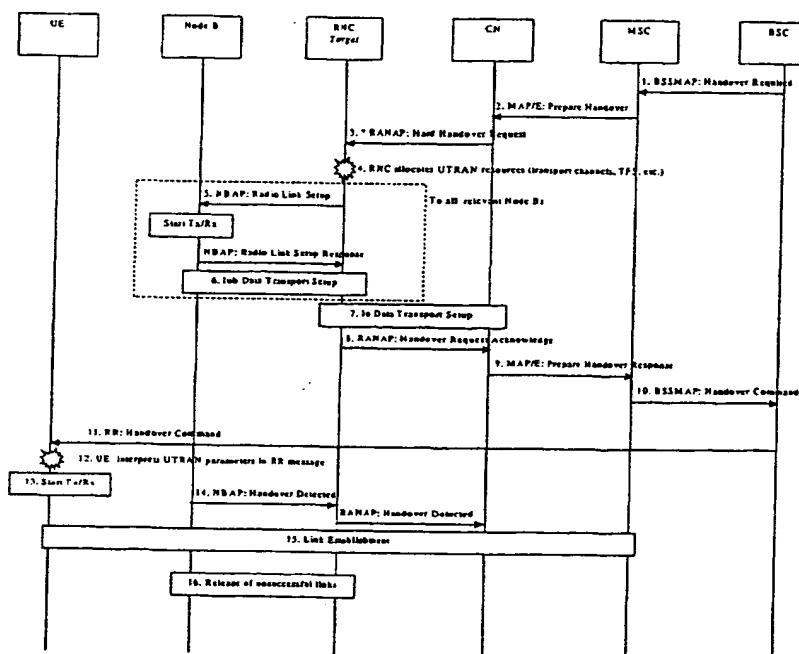 UE
Node B
RNC
Target
CN
MSC
BSC
1. BSSMAP: Handover Required
2. MAP/E: Prepare Handover
3. * RANAP: Hard Handover Request
4. RNC allocates UTRAN resources (transport channels, TFS, etc.)
5. NBAP: Radio Link Setup
To all relevant Node Bs
Start Tx/Rx
NBAP: Radio Link Setup Response
6. Iub Data Transport Setup
7. Iu Data Transport Setup
8. RANAP: Handover Request Acknowledge
9. MAP/E: Prepare Handover Response
10. BSSMAP: Handover Command
11. RR: Handover Command
12. UE interprets UTRAN parameters in RR message
13. Start Tx/Rx
14. NBAP: Handover Detected
RANAP: Handover Detected
15. Link Establishment
16. Release of unsuccessful links